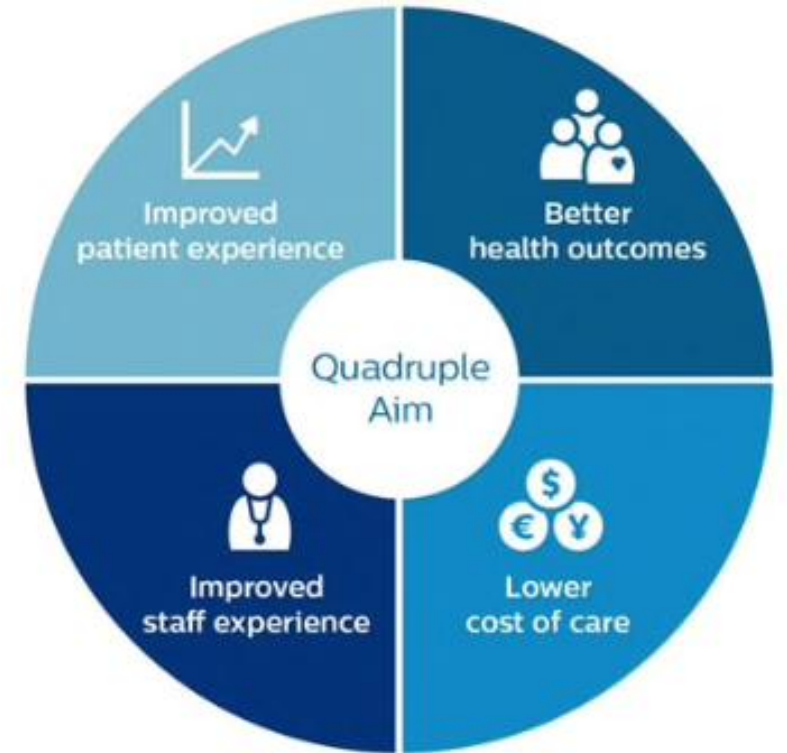 Improved
patient experience
Better
health outcomes
Quadruple
Aim
Improved
staff experience
$
€ ¥
Lower
cost of care